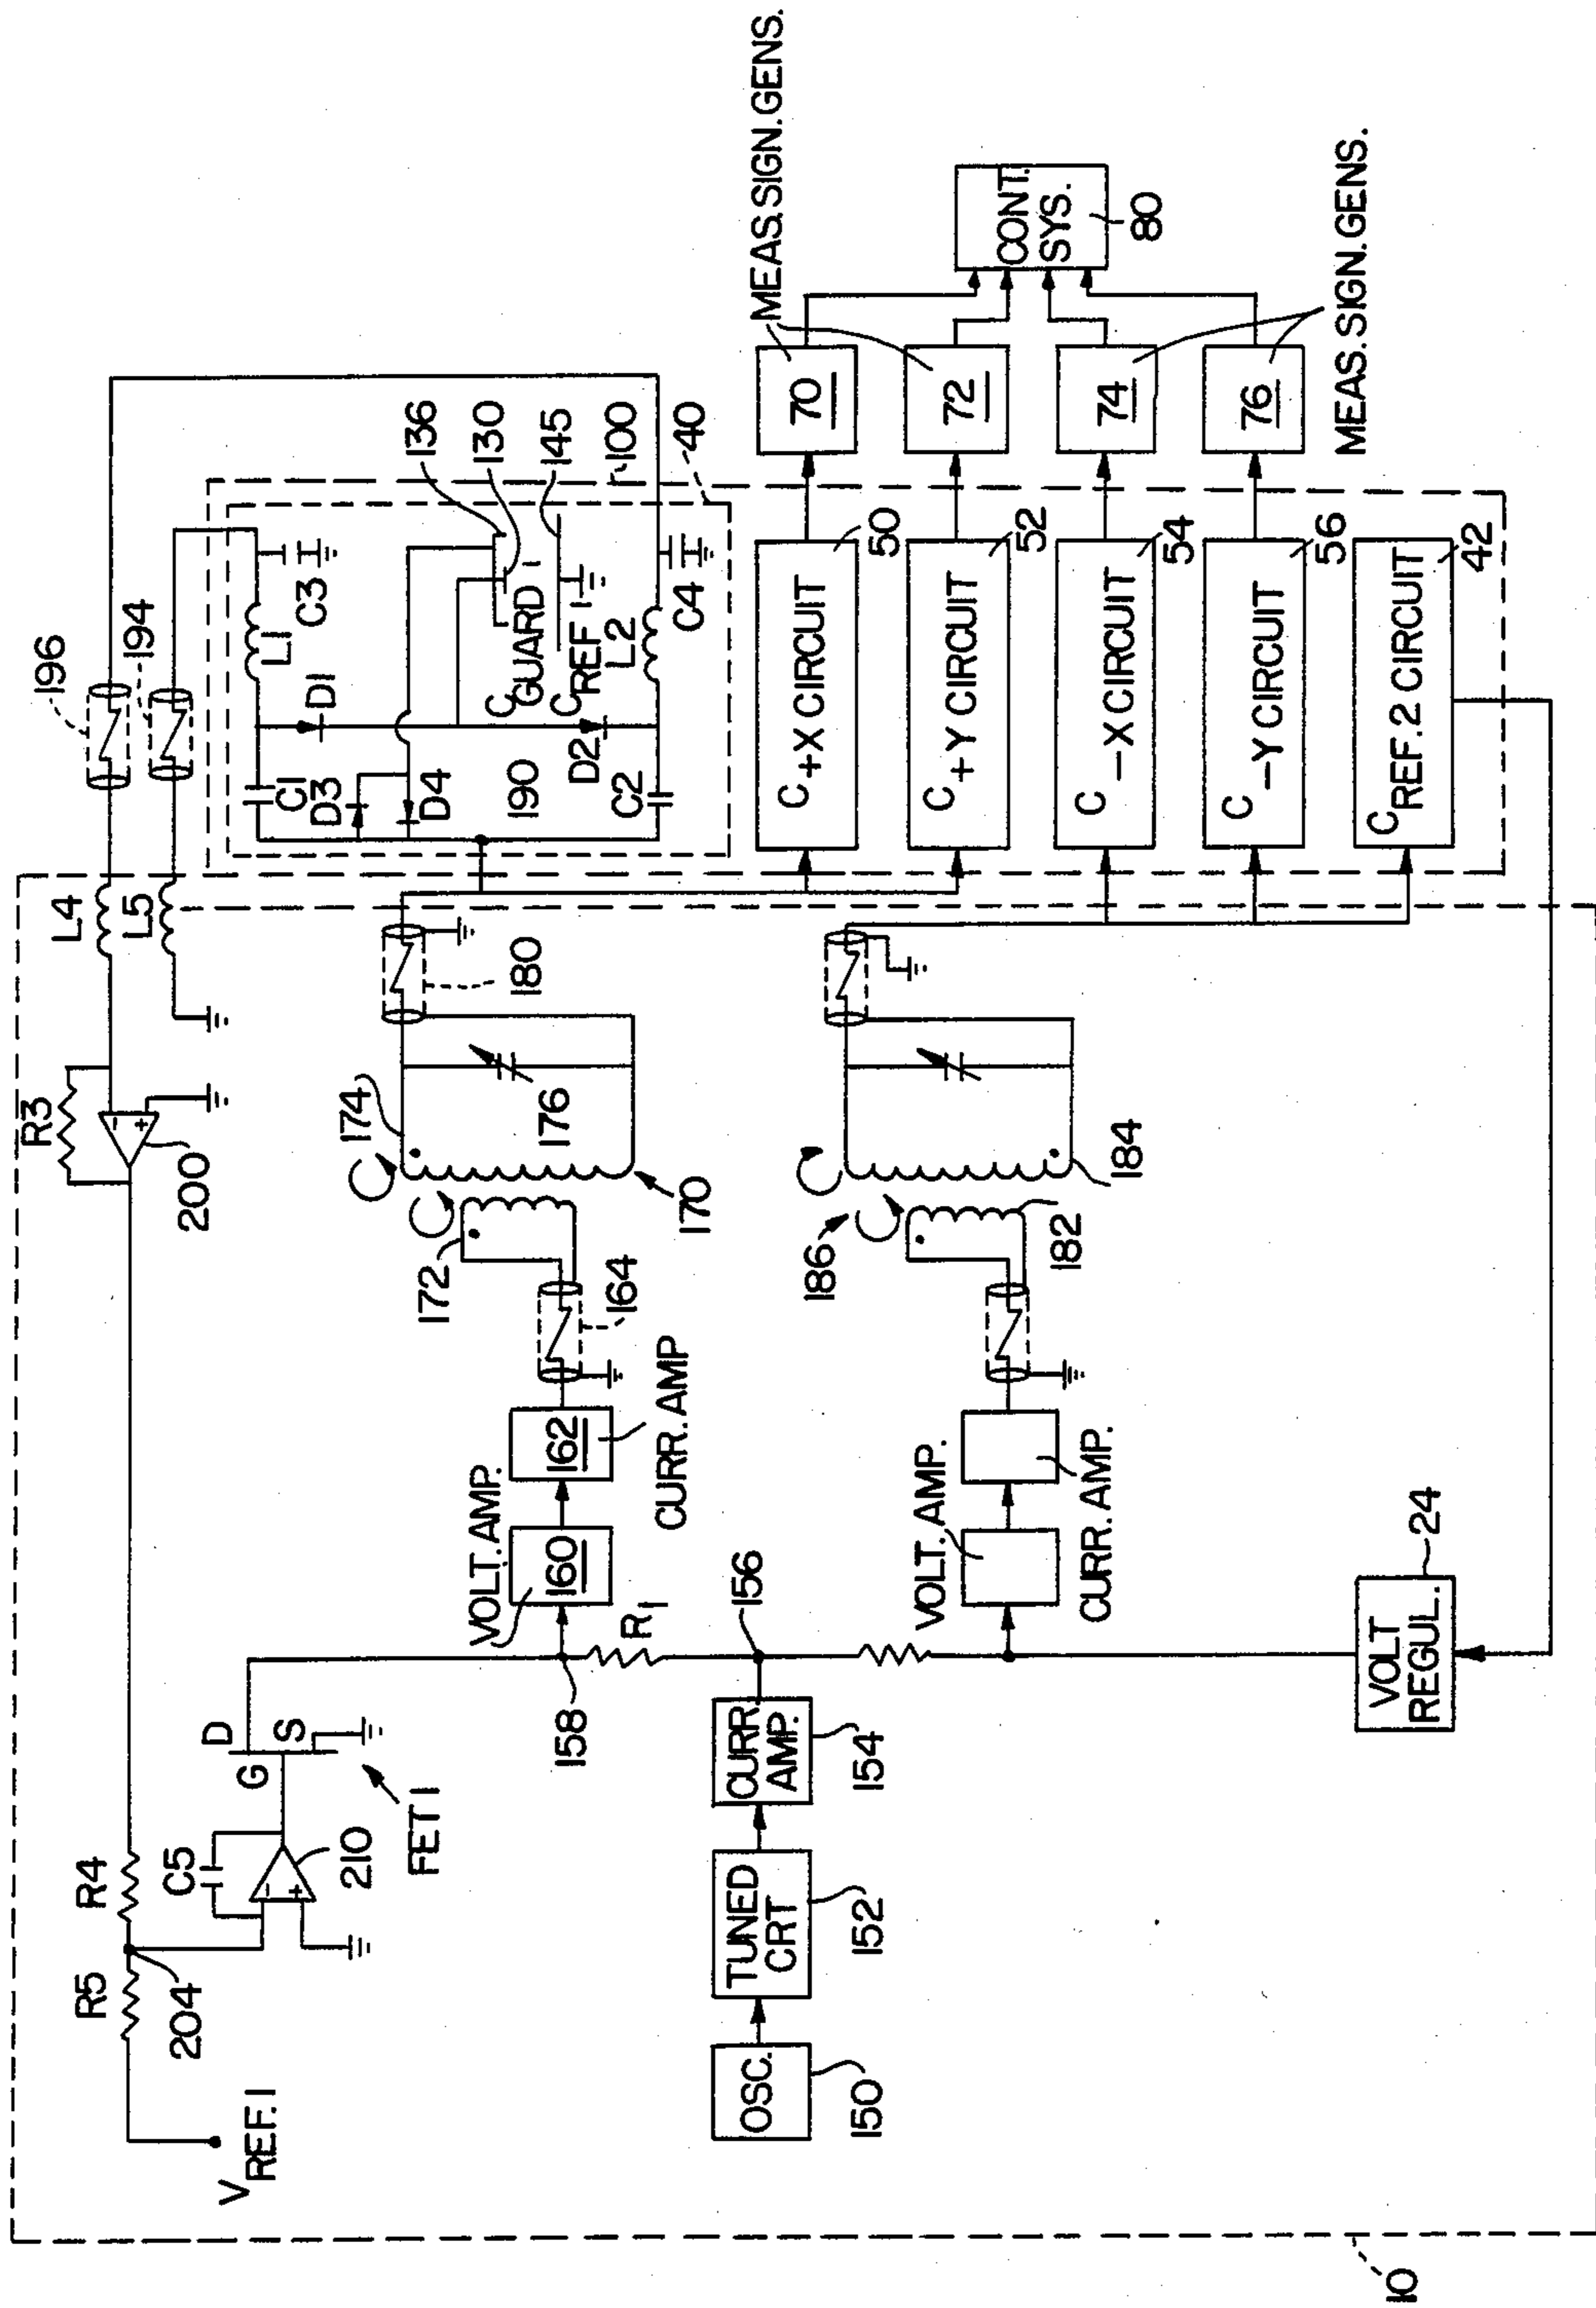 196
194
L4
L5
R3
200
R4
R5
204
V REF. 1
C5
210
G
D
S
FET 1
C3
L1
C1
D1
D3
D4
190
D2
C2
C GUARD 1
C REF 1
L2
C4
136
130
145
100
40
180
174
176
172
170
164
162
CURR. AMP
VOLT. AMP.
160
158
R1
156
CURR. AMP.
154
TUNED CRT
152
OSC.
150
186
184
182
VOLT. AMP.
CURR. AMP.
VOLT REGUL.
24
C +X CIRCUIT
50
C +Y CIRCUIT
52
C -X CIRCUIT
54
C -Y CIRCUIT
56
C REF. 2 CIRCUIT
42
MEAS. SIGN. GENS.
70
72
74
76
MEAS. SIGN. GENS.
CONT. SYS.
80
10